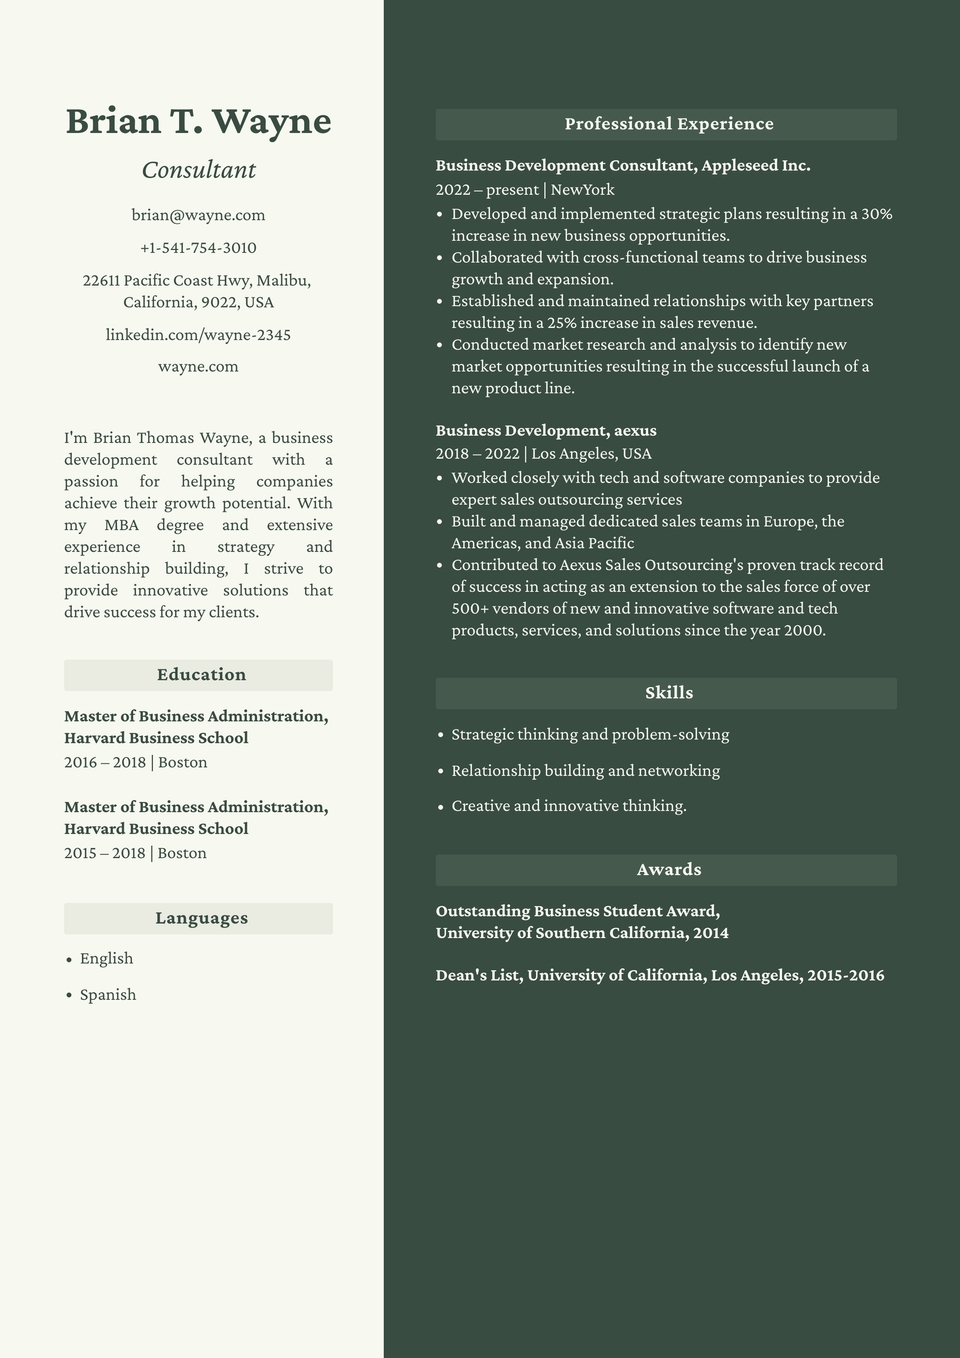 Brian T. Wayne
Consultant
brian@wayne.com
+1-541-754-3010
22611 Pacific Coast Hwy, Malibu,
California, 9022, USA
linkedin.com/wayne-2345
wayne.com
I'm Brian Thomas Wayne, a business
development consultant with a
passion for helping companies
achieve their growth potential. With
my MBA degree and extensive
experience in strategy and
relationship building, I strive to
provide innovative solutions that
drive success for my clients.
Education
Master of Business Administration,
Harvard Business School
2016 – 2018 | Boston
Master of Business Administration,
Harvard Business School
2015 – 2018 | Boston
Languages
• English
• Spanish
Professional Experience
Business Development Consultant, Appleseed Inc.
2022 – present | NewYork
• Developed and implemented strategic plans resulting in a 30%
increase in new business opportunities.
• Collaborated with cross-functional teams to drive business
growth and expansion.
• Established and maintained relationships with key partners
resulting in a 25% increase in sales revenue.
• Conducted market research and analysis to identify new
market opportunities resulting in the successful launch of a
new product line.
Business Development, aexus
2018 – 2022 | Los Angeles, USA
• Worked closely with tech and software companies to provide
expert sales outsourcing services
• Built and managed dedicated sales teams in Europe, the
Americas, and Asia Pacific
• Contributed to Aexus Sales Outsourcing's proven track record
of success in acting as an extension to the sales force of over
500+ vendors of new and innovative software and tech
products, services, and solutions since the year 2000.
Skills
• Strategic thinking and problem-solving
• Relationship building and networking
• Creative and innovative thinking.
Awards
Outstanding Business Student Award,
University of Southern California, 2014
Dean's List, University of California, Los Angeles, 2015-2016